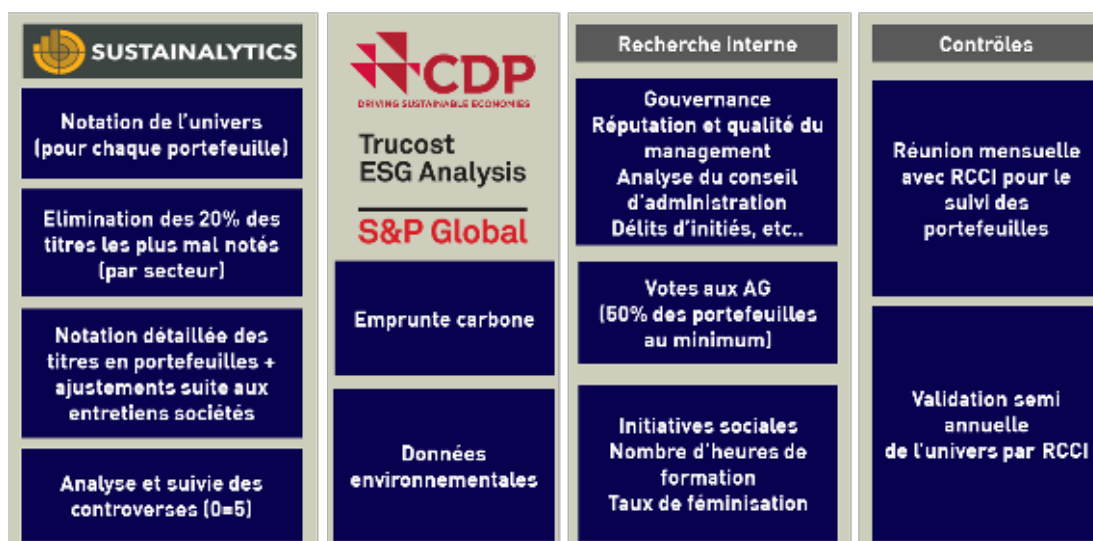 SUSTAINALYTICS
Notation de l'univers
(pour chaque portefeuille)
Elimination des 20% des
titres les plus mal notés
(par secteur)
Notation détaillée des
titres en portefeuilles +
ajustements suite aux
entretiens sociétés
Analyse et suivie des
controverses (0=5)
CDP
DRIVING SUSTAINABLE ECONOMIES
Trucost
ESG Analysis
S&P Global
Emprunte carbone
Données
environnementales
Recherche interne
Gouvernance
Réputation et qualité du
management
Analyse du conseil
d'administration
Délits d'initiés, etc..
Votes aux AG
(50% des portefeuilles
au minimum)
Initiatives sociales
Nombre d'heures de
formation
Taux de féminisation
Contrôles
Réunion mensuelle
avec RCCI pour le
suivi des
portefeuilles
Validation semi
annuelle
de l'univers par RCCI